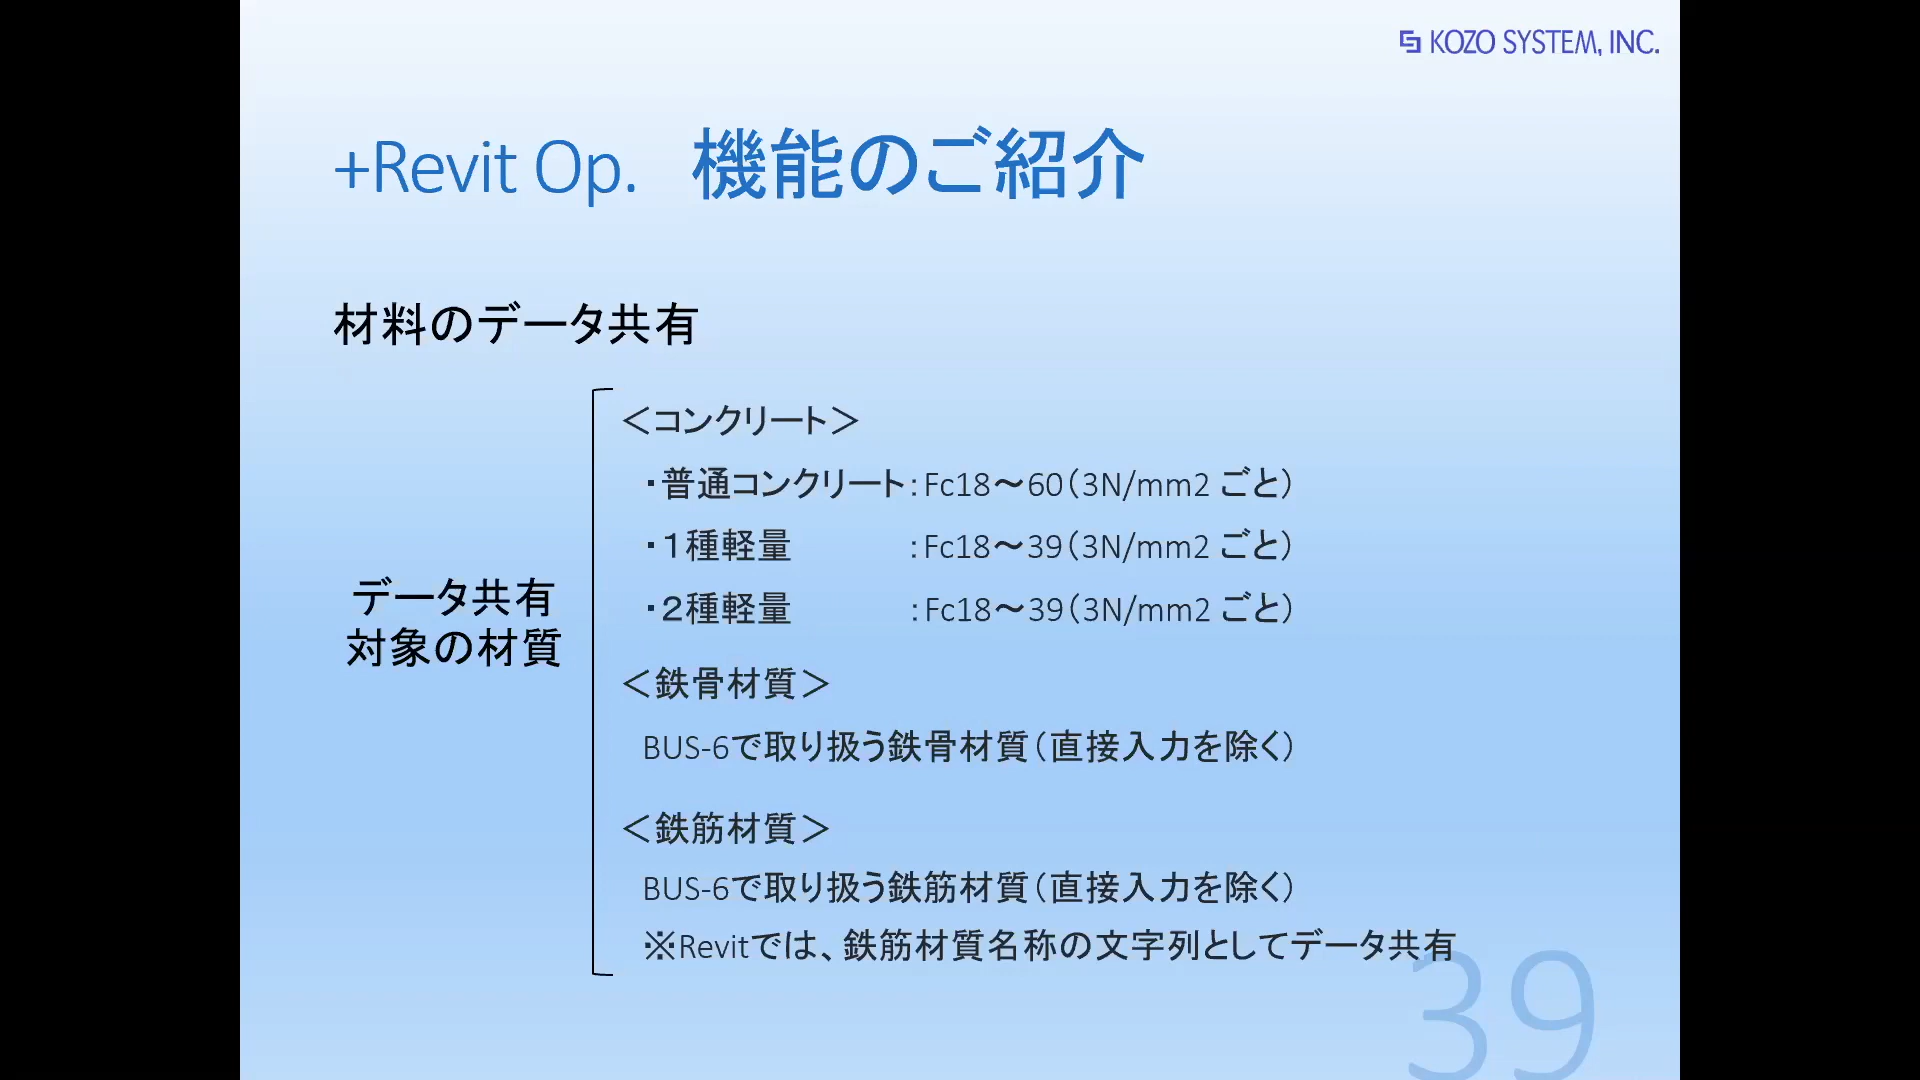 KOZO SYSTEM, INC.
+Revit Op. 機能のご紹介
材料のデータ共有
データ共有
対象の材質
＜コンクリート＞
・普通コンクリート：Fc18～60（3N/mm2 ごと）
・１種軽量　　　：Fc18～39（3N/mm2 ごと）
・２種軽量　　　：Fc18～39（3N/mm2 ごと）
＜鉄骨材質＞
BUS-6で取り扱う鉄骨材質（直接入力を除く）
＜鉄筋材質＞
BUS-6で取り扱う鉄筋材質（直接入力を除く）
※Revitでは、鉄筋材質名称の文字列としてデータ共有
39